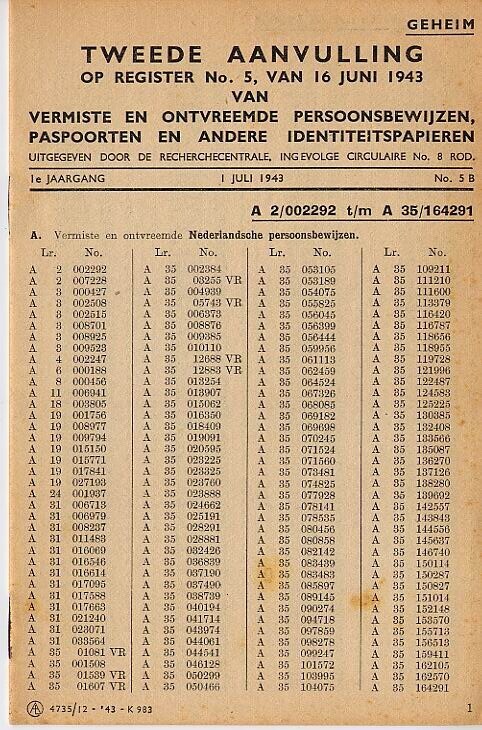 GEHEIM
TWEEDE AANVULLING
OP REGISTER No. 5, VAN 16 JUNI 1943
VAN
VERMISTE EN ONTVREEMDE PERSOONSBEWIJZEN,
PASPOORTEN EN ANDERE IDENTITEITSPAPIEREN
UITGEGEVEN DOOR DE RECHERCHECENTRALE, INGEVOLGE CIRCULAIRE No. 8 ROD.
1e JAARGANG 1 JULI 1943 No. 5 B
A 2/002292 t/m A 35/164291
A. Vermiste en ontvreemde Nederlandsche persoonsbewijzen.
Lr. No. Lr. No. Lr. No. Lr. No.
A 2 002292 A 35 002384 A 35 053105 A 35 109211
A 2 007228 A 35 03255 VR A 35 053189 A 35 111210
A 3 000427 A 35 004939 A 35 054075 A 35 111600
A 3 002508 A 35 05743 VR A 35 055825 A 35 113379
A 3 002515 A 35 006373 A 35 056045 A 35 116420
A 3 008701 A 35 008876 A 35 056399 A 35 116787
A 3 008925 A 35 009385 A 35 056444 A 35 118656
A 3 009523 A 35 010110 A 35 059956 A 35 118955
A 4 002247 A 35 12688 VR A 35 061113 A 35 119728
A 6 000188 A 35 12883 VR A 35 062459 A 35 121996
A 8 000456 A 35 013254 A 35 064524 A 35 122487
A 11 006941 A 35 013907 A 35 067326 A 35 124583
A 18 003805 A 35 015062 A 35 068085 A 35 125225
A 19 001756 A 35 016350 A 35 069182 A 35 130385
A 19 008977 A 35 018409 A 35 069698 A 35 132408
A 19 009794 A 35 019091 A 35 070245 A 35 133566
A 19 015150 A 35 020595 A 35 071524 A 35 135087
A 19 015771 A 35 023225 A 35 071560 A 35 136270
A 19 017841 A 35 023325 A 35 073481 A 35 137126
A 19 027193 A 35 023760 A 35 074825 A 35 138280
A 24 001937 A 35 023888 A 35 077928 A 35 139692
A 31 006713 A 35 024662 A 35 078141 A 35 142557
A 31 006979 A 35 025191 A 35 078535 A 35 143843
A 31 008237 A 35 028291 A 35 080456 A 35 144556
A 31 011483 A 35 028881 A 35 080858 A 35 145637
A 31 016069 A 35 032426 A 35 082142 A 35 146740
A 31 016546 A 35 036839 A 35 083439 A 35 150114
A 31 016614 A 35 037190 A 35 083483 A 35 150287
A 31 017095 A 35 037490 A 35 085897 A 35 150827
A 31 017588 A 35 038739 A 35 089145 A 35 151014
A 31 017663 A 35 040194 A 35 090274 A 35 152148
A 31 021240 A 35 041714 A 35 094718 A 35 153570
A 31 023071 A 35 043974 A 35 097859 A 35 155713
A 31 033564 A 35 044061 A 35 098278 A 35 156513
A 35 01081 VR A 35 044541 A 35 099247 A 35 159411
A 35 001508 A 35 046128 A 35 101572 A 35 162105
A 35 01539 VR A 35 050299 A 35 103995 A 35 162570
A 35 01607 VR A 35 050466 A 35 104075 A 35 164291
4735/12 - '43 - K 983 1